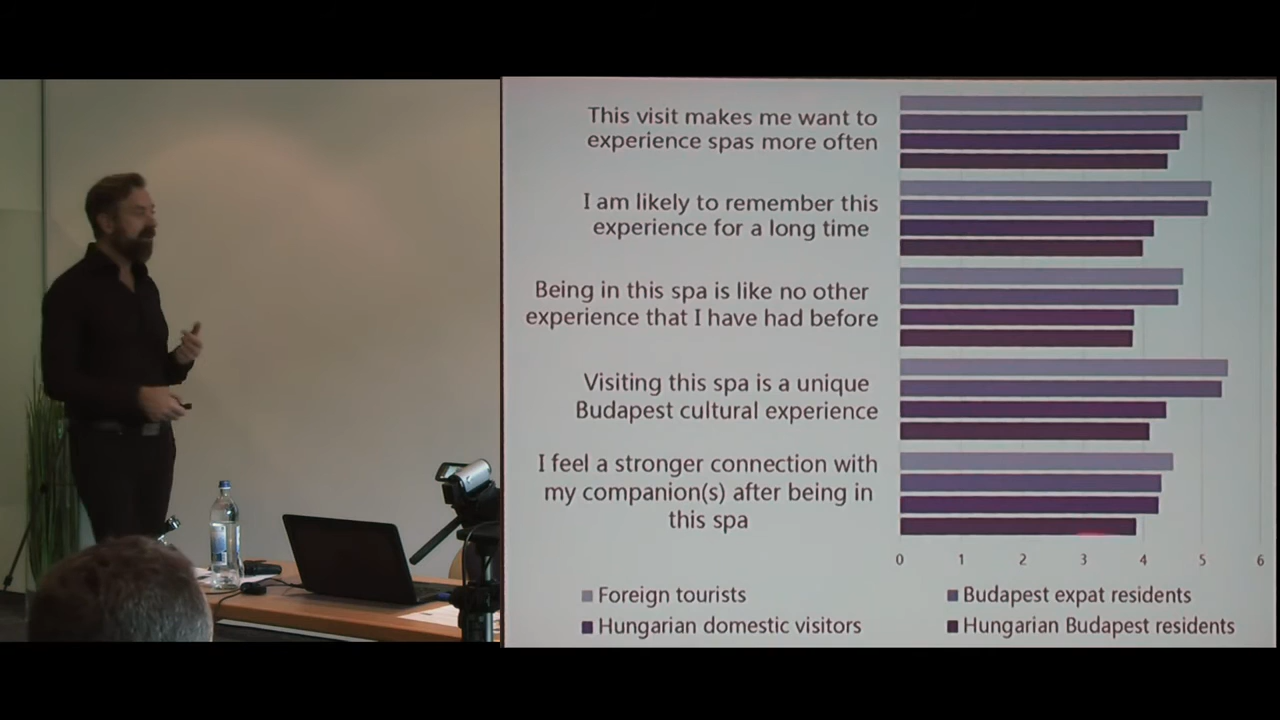 This visit makes me want to
experience spas more often
I am likely to remember this
experience for a long time
Being in this spa is like no other
experience that I have had before
Visiting this spa is a unique
Budapest cultural experience
I feel a stronger connection with
my companion(s) after being in
this spa
0 1 2 3 4 5 6
Foreign tourists
Budapest expat residents
Hungarian domestic visitors
Hungarian Budapest residents